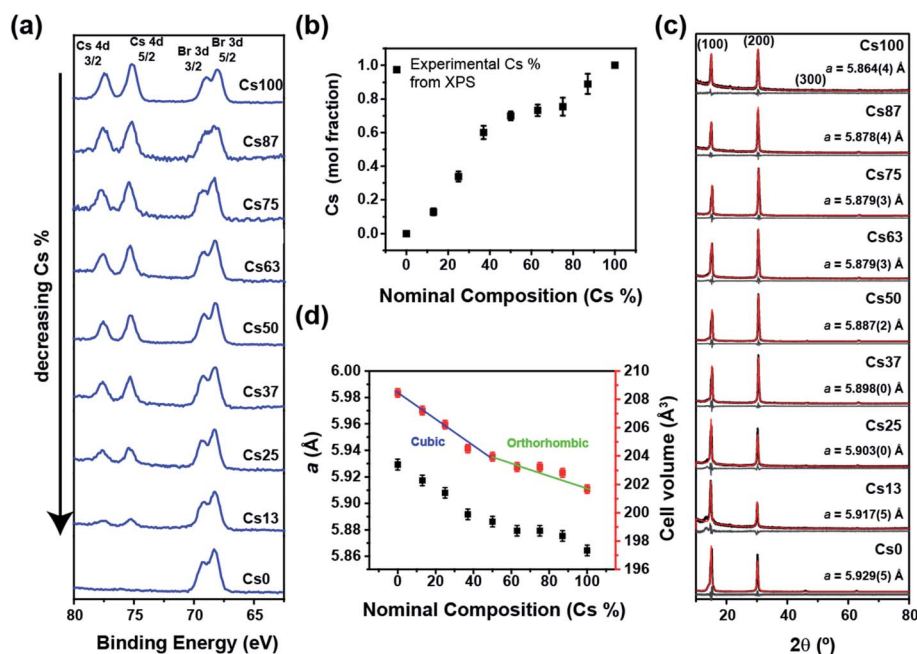 (a)
Cs 4d
3/2
Cs 4d
5/2
Br 3d
3/2
Br 3d
5/2
Cs100
Cs87
Cs75
Cs63
Cs50
Cs37
Cs25
Cs13
Cs0
decreasing Cs %
80 75 70 65
Binding Energy (eV)
(b)
Experimental Cs %
from XPS
Cs (mol fraction)
1.0
0.8
0.6
0.4
0.2
0.0
0 20 40 60 80 100
Nominal Composition (Cs %)
(d)
a (Å)
6.00
5.98
5.96
5.94
5.92
5.90
5.88
5.86
Cubic
Orthorhombic
210
208
206
204
202
200
198
196
Cell volume (Å³)
0 20 40 60 80 100
Nominal Composition (Cs %)
(c)
(100)
(200)
(300)
Cs100
a = 5.864(4) Å
Cs87
a = 5.878(4) Å
Cs75
a = 5.879(3) Å
Cs63
a = 5.879(3) Å
Cs50
a = 5.887(2) Å
Cs37
a = 5.898(0) Å
Cs25
a = 5.903(0) Å
Cs13
a = 5.917(5) Å
Cs0
a = 5.929(5) Å
20 40 60 80
2θ (º)